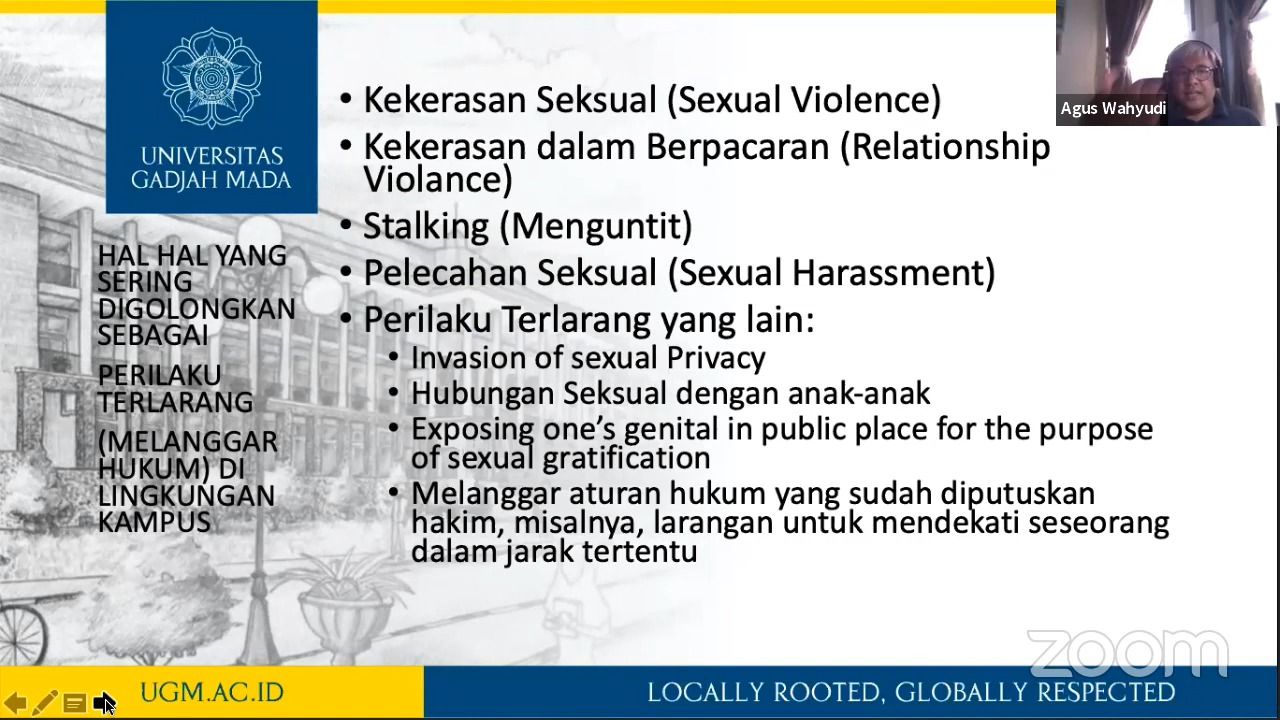 UNIVERSITAS
GADJAH MADA
HAL HAL YANG
SERING
DIGOLONGKAN
SEBAGAI
PERILAKU
TERLARANG
(MELANGGAR
HUKUM) DI
LINGKUNGAN
KAMPUS
• Kekerasan Seksual (Sexual Violence)
• Kekerasan dalam Berpacaran (Relationship
Violance)
• Stalking (Menguntit)
• Pelecahan Seksual (Sexual Harassment)
• Perilaku Terlarang yang lain:
• Invasion of sexual Privacy
• Hubungan Seksual dengan anak-anak
• Exposing one's genital in public place for the purpose
of sexual gratification
• Melanggar aturan hukum yang sudah diputuskan
hakim, misalnya, larangan untuk mendekati seseorang
dalam jarak tertentu
Agus Wahyudi
zoom
UGM.AC.ID
LOCALLY ROOTED, GLOBALLY RESPECTED